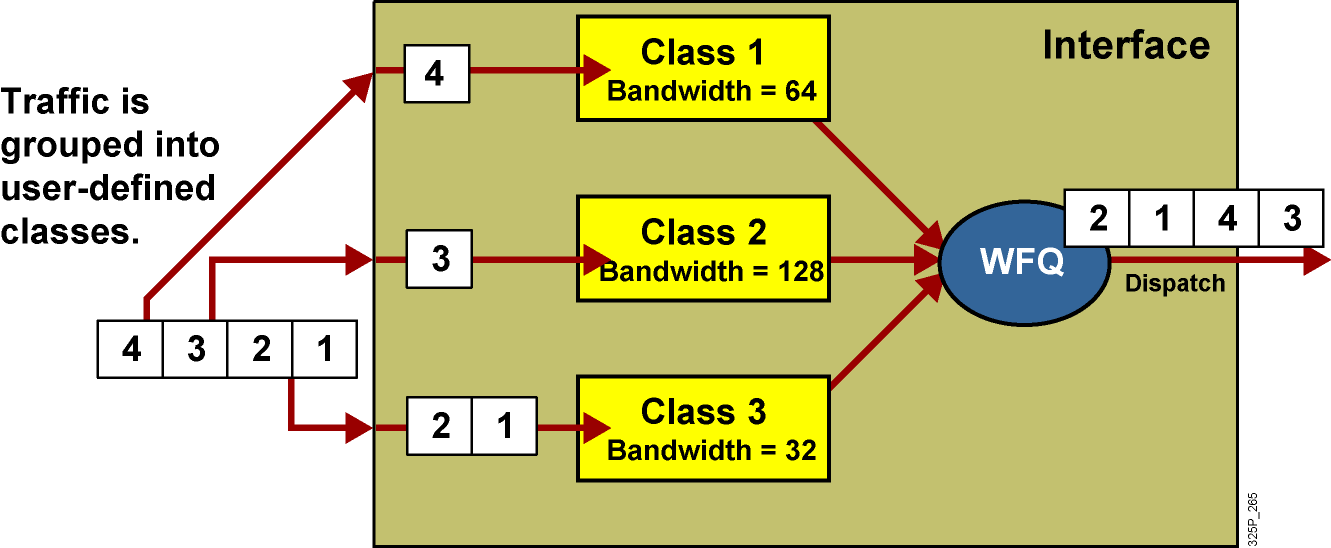 Interface
Traffic is
grouped into
user-defined
classes.
4
Class 1
Bandwidth = 64
3
Class 2
Bandwidth = 128
2 1
Class 3
Bandwidth = 32
4 3 2 1
WFQ
2 1 4 3
Dispatch
325P_265